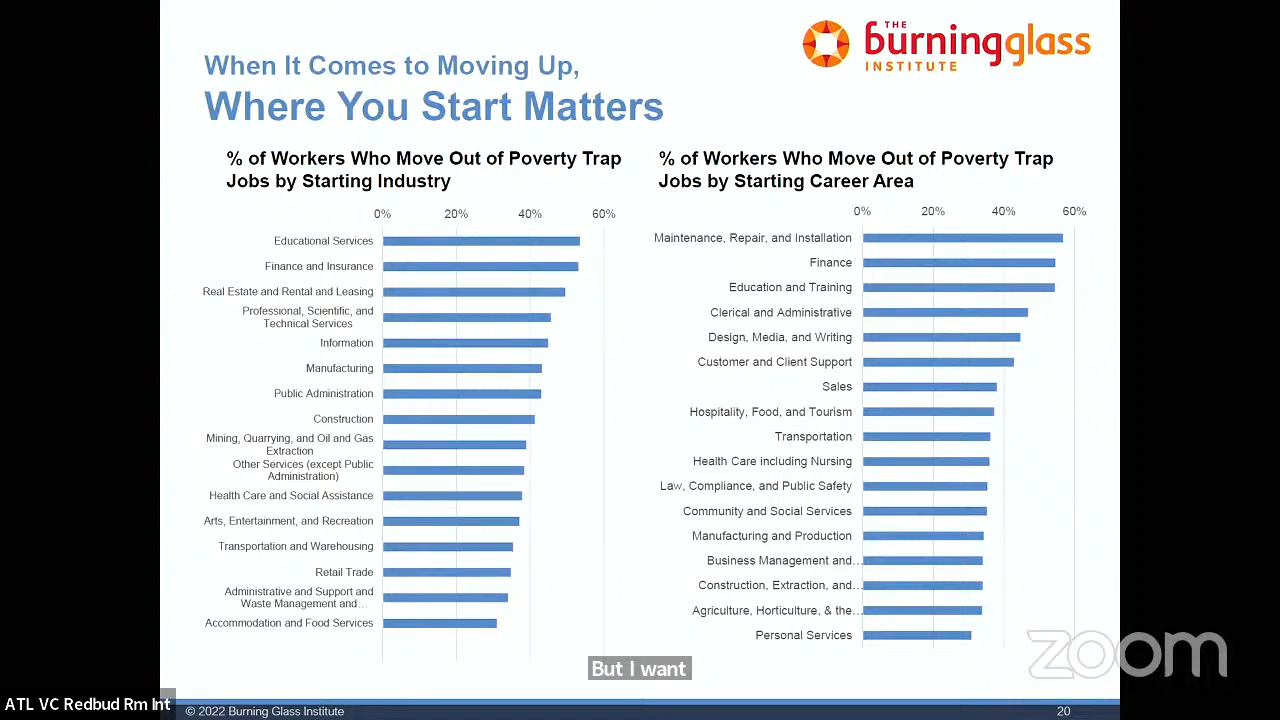 THE
burningglass
INSTITUTE
When It Comes to Moving Up,
Where You Start Matters
% of Workers Who Move Out of Poverty Trap
Jobs by Starting Industry
0% 20% 40% 60%
Educational Services
Finance and Insurance
Real Estate and Rental and Leasing
Professional, Scientific, and
Technical Services
Information
Manufacturing
Public Administration
Construction
Mining, Quarrying, and Oil and Gas
Extraction
Other Services (except Public
Administration)
Health Care and Social Assistance
Arts, Entertainment, and Recreation
Transportation and Warehousing
Retail Trade
Administrative and Support and
Waste Management and...
Accommodation and Food Services
% of Workers Who Move Out of Poverty Trap
Jobs by Starting Career Area
0% 20% 40% 60%
Maintenance, Repair, and Installation
Finance
Education and Training
Clerical and Administrative
Design, Media, and Writing
Customer and Client Support
Sales
Hospitality, Food, and Tourism
Transportation
Health Care including Nursing
Law, Compliance, and Public Safety
Community and Social Services
Manufacturing and Production
Business Management and...
Construction, Extraction, and...
Agriculture, Horticulture, & the...
Personal Services
zoom
But I want
ATL VC Redbud Rm Int
© 2022 Burning Glass Institute
20